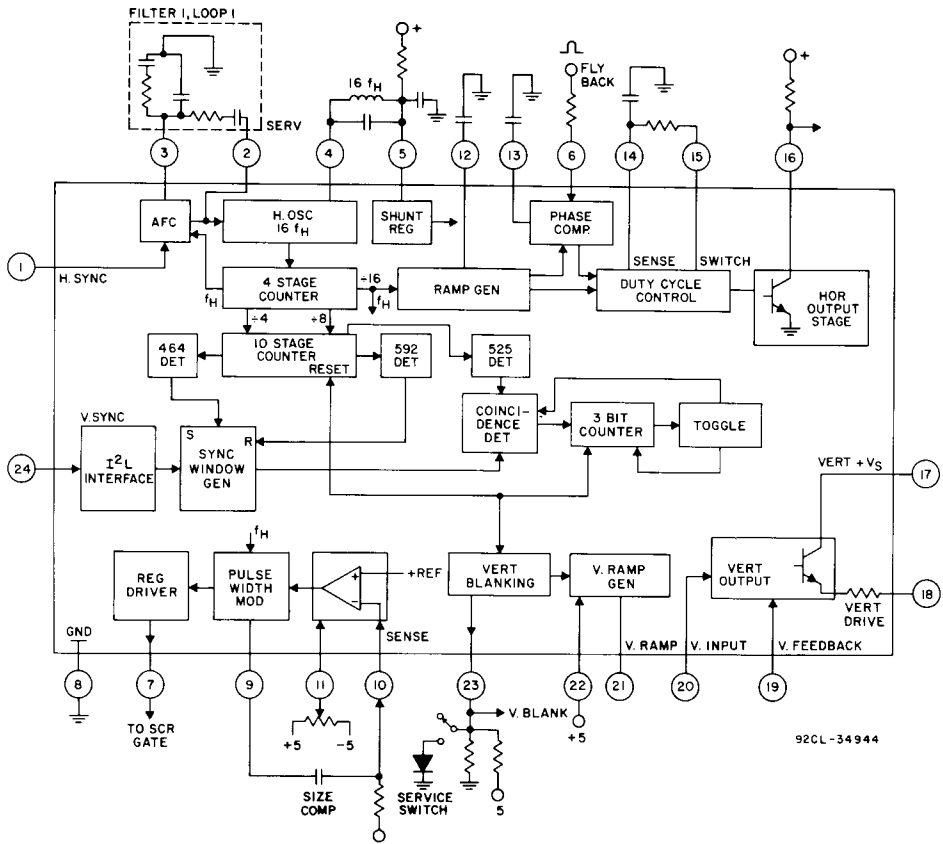 FILTER 1, LOOP 1
SERV
16 fH
+
FLY BACK
+
3
2
4
5
12
13
6
14
15
16
AFC
H. OSC
16 fH
SHUNT
REG
PHASE
COMP.
SENSE
SWITCH
1
H. SYNC
fH
4 STAGE
COUNTER
÷16
fH
RAMP GEN
DUTY CYCLE
CONTROL
HOR
OUTPUT
STAGE
÷4
÷8
464
DET
10 STAGE
COUNTER
RESET
592
DET
525
DET
COINCI-
DENCE
DET
3 BIT
COUNTER
TOGGLE
V. SYNC
24
I²L
INTERFACE
S
R
SYNC
WINDOW
GEN
VERT +VS
17
fH
REG
DRIVER
PULSE
WIDTH
MOD
+
−
+REF
SENSE
VERT
BLANKING
V. RAMP
GEN
VERT
OUTPUT
VERT
DRIVE
18
GND
V. RAMP
V. INPUT
V. FEEDBACK
8
7
9
11
10
23
22
21
20
19
TO SCR
GATE
+5
-5
V. BLANK
+5
SIZE
COMP
SERVICE
SWITCH
5
92CL-34944